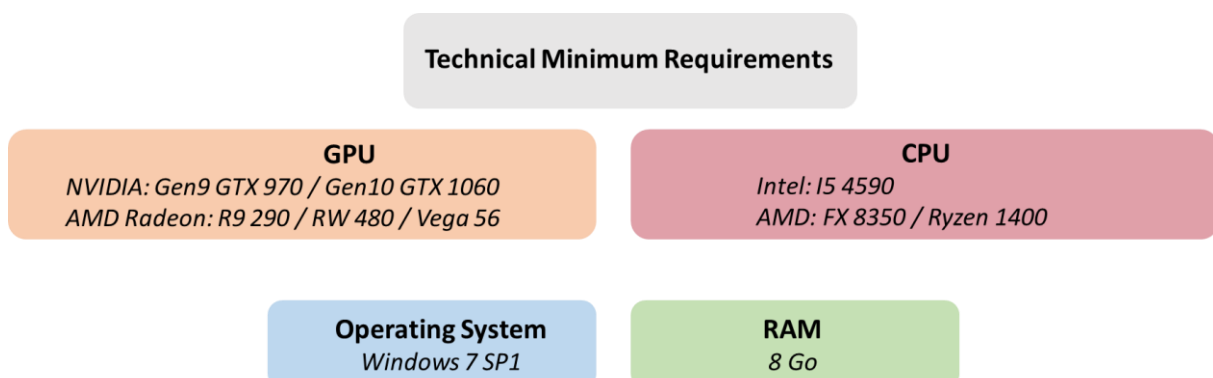 Technical Minimum Requirements
GPU
NVIDIA: Gen9 GTX 970 / Gen10 GTX 1060
AMD Radeon: R9 290 / RW 480 / Vega 56
CPU
Intel: I5 4590
AMD: FX 8350 / Ryzen 1400
Operating System
Windows 7 SP1
RAM
8 Go